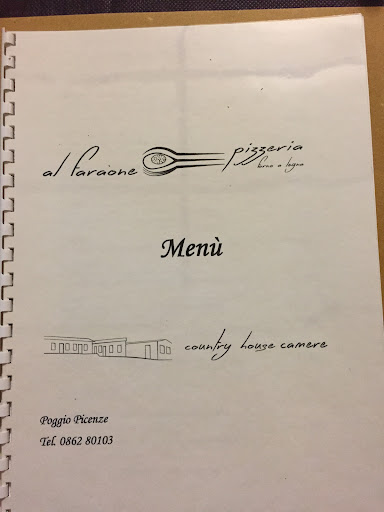 al faraone pizzeria
forno a legna
Menù
country house camere
Poggio Picenze
Tel. 0862 80103